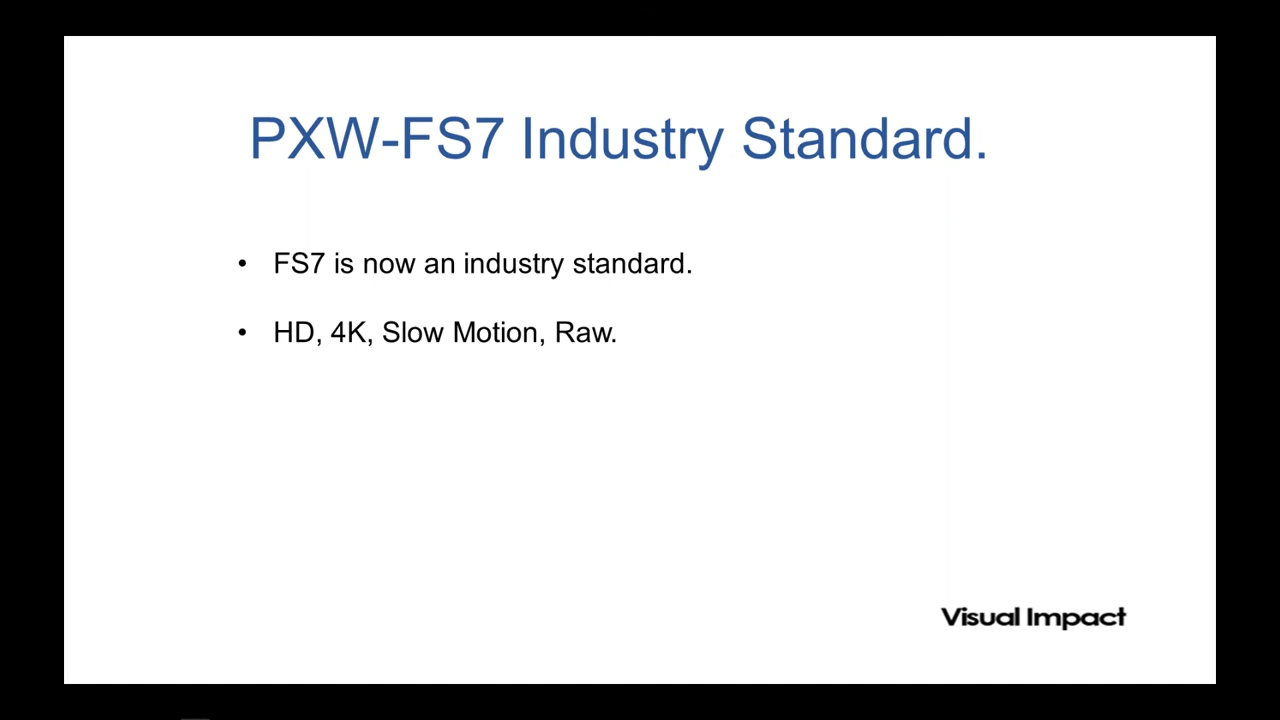 PXW-FS7 Industry Standard.
• FS7 is now an industry standard.
• HD, 4K, Slow Motion, Raw.
Visual Impact